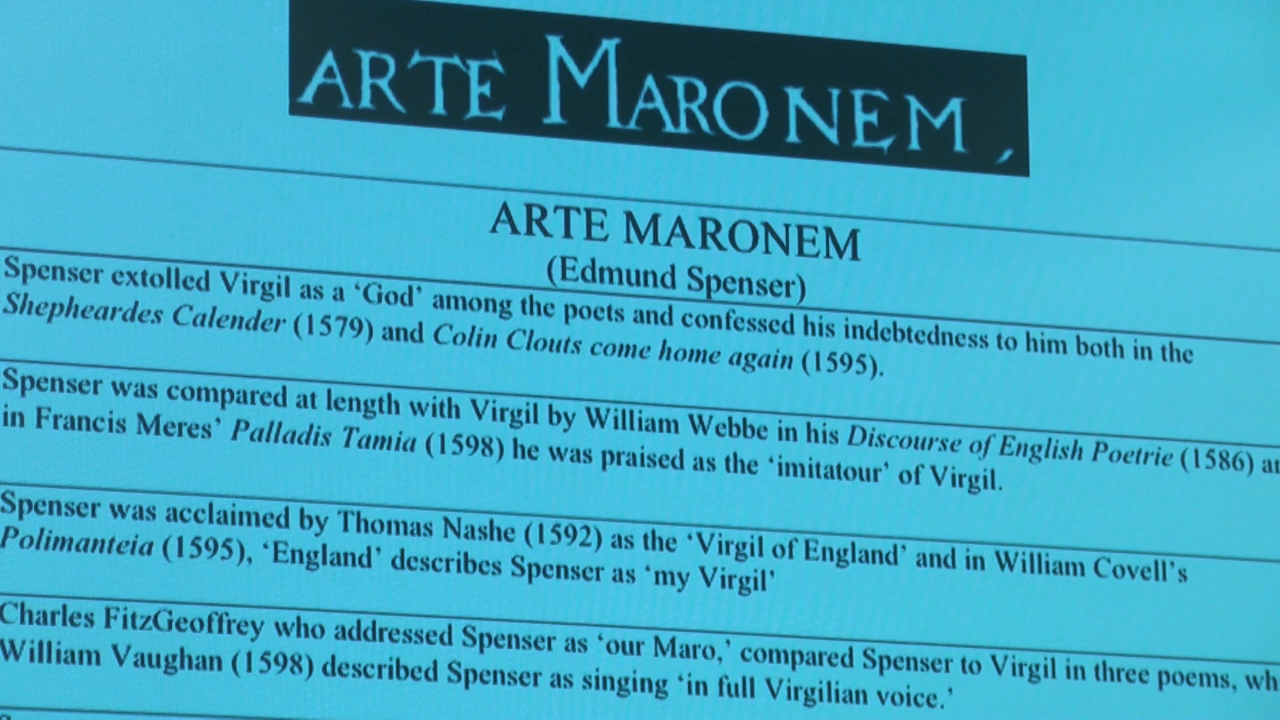 ARTE MARONEM ,
ARTE MARONEM
(Edmund Spenser)
Spenser extolled Virgil as a ‘God’ among the poets and confessed his indebtedness to him both in the
Shepheardes Calender (1579) and Colin Clouts come home again (1595).
Spenser was compared at length with Virgil by William Webbe in his Discourse of English Poetrie (1586)
in Francis Meres’ Palladis Tamia (1598) he was praised as the ‘imitatour’ of Virgil.
Spenser was acclaimed by Thomas Nashe (1592) as the ‘Virgil of England’ and in William Covell’s
Polimanteia (1595), ‘England’ describes Spenser as ‘my Virgil’
Charles FitzGeoffrey who addressed Spenser as ‘our Maro,’ compared Spenser to Virgil in three poems,
William Vaughan (1598) described Spenser as singing ‘in full Virgilian voice.’